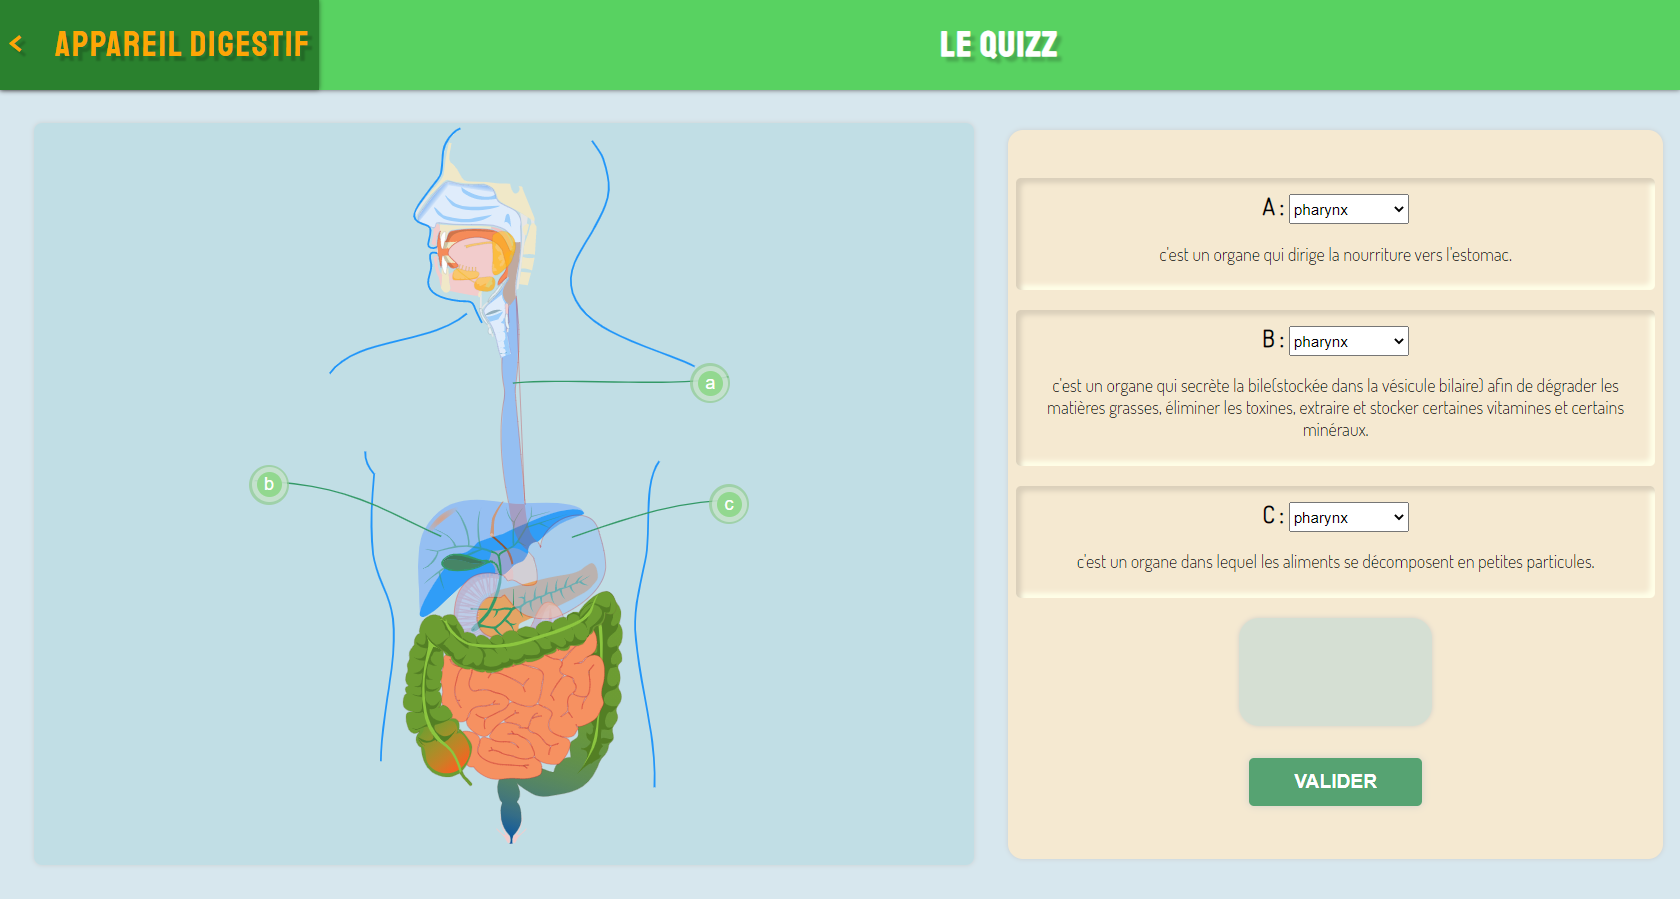 < APPAREIL DIGESTIF
LE QUIZZ
a
b
c
A : pharynx
c'est un organe qui dirige la nourriture vers l'estomac.
B : pharynx
c'est un organe qui secrète la bile(stockée dans la vésicule bilaire) afin de dégrader les
matières grasses, éliminer les toxines, extraire et stocker certaines vitamines et certains
minéraux.
C : pharynx
c'est un organe dans lequel les aliments se décomposent en petites particules.
VALIDER